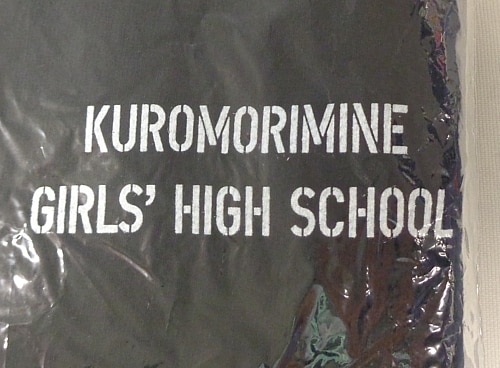 KUROMORIMINE
GIRLS' HIGH SCHOOL